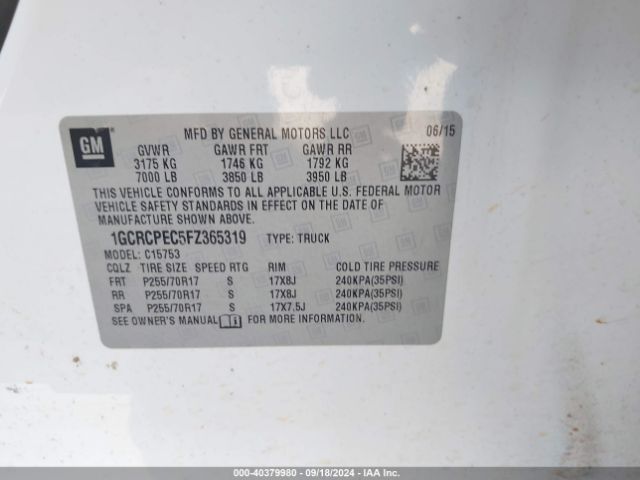 GM
MFD BY GENERAL MOTORS LLC 06/15
GVWR GAWR FRT GAWR RR
3175 KG 1746 KG 1792 KG
7000 LB 3850 LB 3950 LB
THIS VEHICLE CONFORMS TO ALL APPLICABLE U.S. FEDERAL MOTOR
VEHICLE SAFETY STANDARDS IN EFFECT ON THE DATE OF
MANUFACTURE SHOWN ABOVE.
1GCRCPEC5FZ365319 TYPE: TRUCK
MODEL: C15753
CQLZ TIRE SIZE SPEED RTG RIM COLD TIRE PRESSURE
FRT P255/70R17 S 17X8J 240KPA(35PSI)
RR P255/70R17 S 17X8J 240KPA(35PSI)
SPA P255/70R17 S 17X7.5J 240KPA(35PSI)
SEE OWNER'S MANUAL FOR MORE INFORMATION.
000-40379980 - 09/18/2024 - IAA Inc.